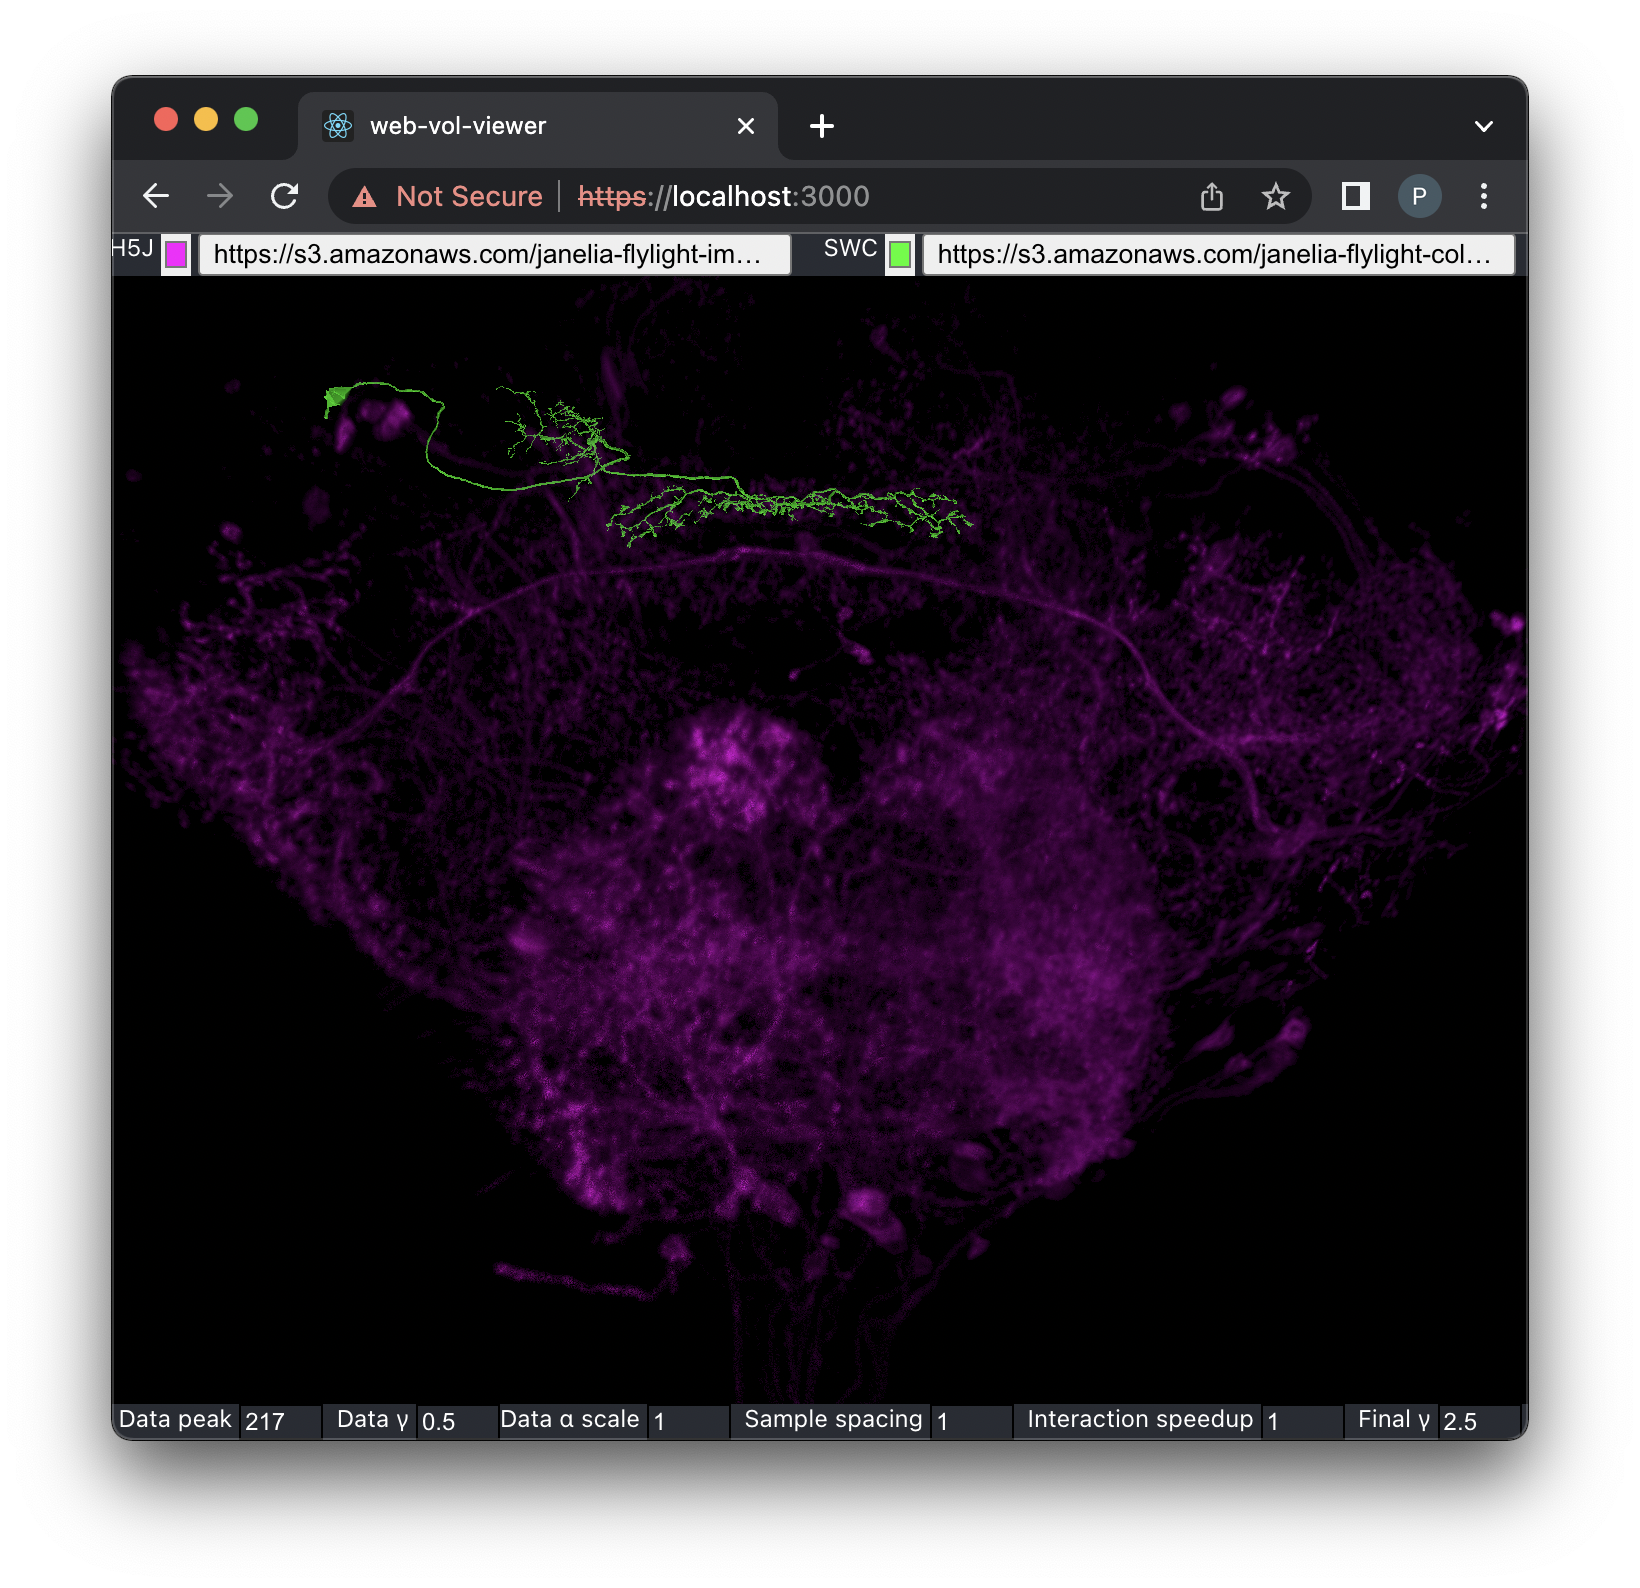 web-vol-viewer
Not Secure https://localhost:3000 P
H5J https://s3.amazonaws.com/janelia-flylight-im… SWC https://s3.amazonaws.com/janelia-flylight-col…
Data peak 217 Data γ 0.5 Data α scale 1 Sample spacing 1 Interaction speedup 1 Final γ 2.5